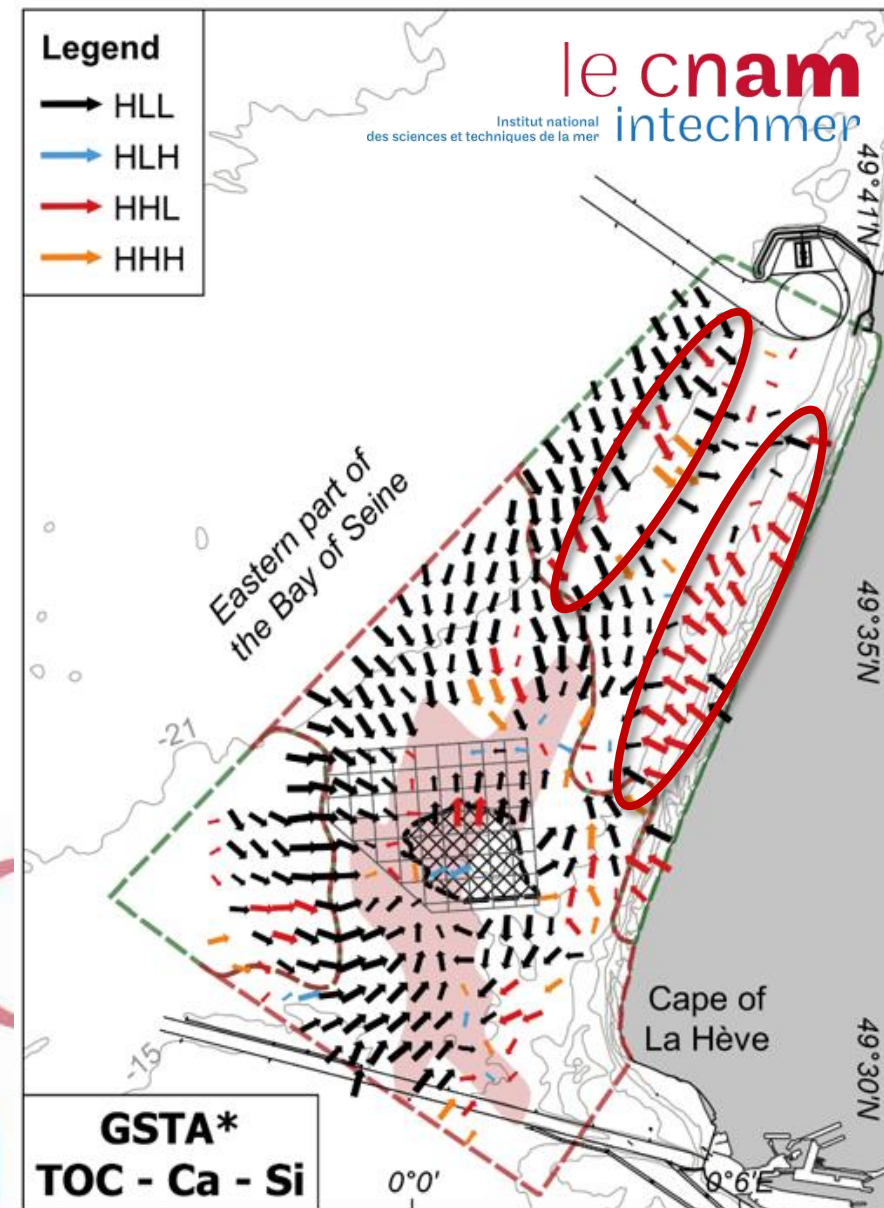 Legend
HLL
HLH
HHL
HHH
le cnam
Institut national
des sciences et techniques de la mer
intechmer
49°41'N
Eastern part of
the Bay of Seine
49°35'N
-21
Cape of
La Hève
49°30'N
-15
GSTA*
TOC - Ca - Si
0°0'
0°6'E